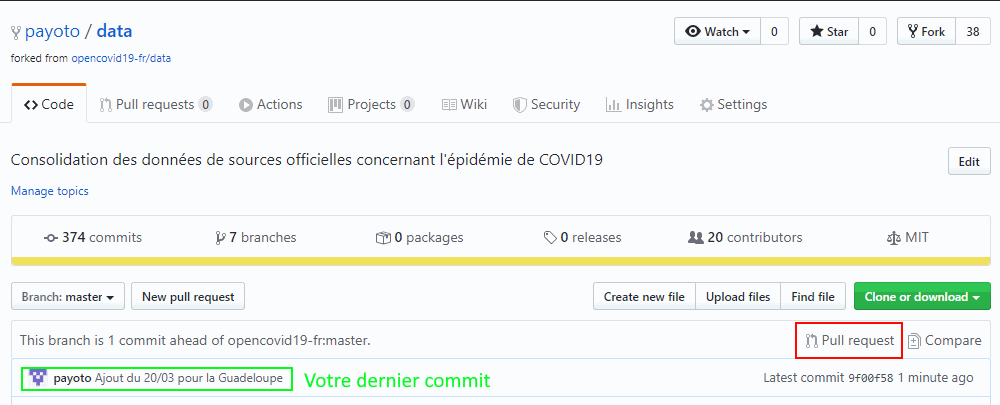 payoto / data
Watch 0 Star 0 Fork 38
forked from opencovid19-fr/data
Code Pull requests 0 Actions Projects 0 Wiki Security Insights Settings
Consolidation des données de sources officielles concernant l'épidémie de COVID19
Edit
Manage topics
374 commits 7 branches 0 packages 0 releases 20 contributors MIT
Branch: master New pull request Create new file Upload files Find file Clone or download
This branch is 1 commit ahead of opencovid19-fr:master. Pull request Compare
payoto Ajout du 20/03 pour la Guadeloupe Votre dernier commit Latest commit 9f00f58 1 minute ago